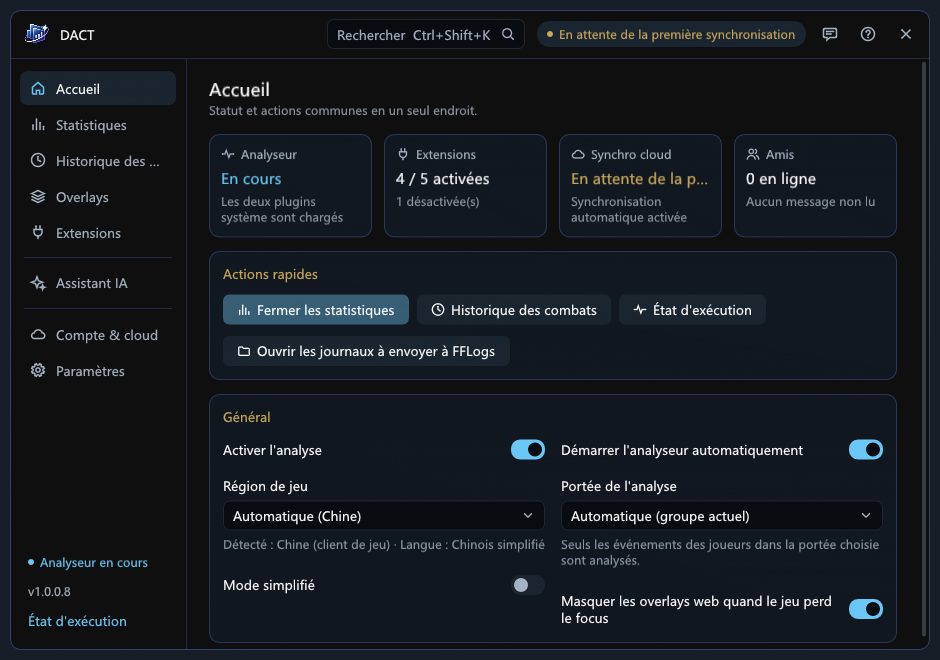 DACT
Rechercher Ctrl+Shift+K
En attente de la première synchronisation
Accueil
Statistiques
Historique des ...
Overlays
Extensions
Assistant IA
Compte & cloud
Paramètres
Analyseur en cours
v1.0.0.8
État d'exécution
Accueil
Statut et actions communes en un seul endroit.
Analyseur
En cours
Les deux plugins
système sont chargés
Extensions
4 / 5 activées
1 désactivée(s)
Synchro cloud
En attente de la p...
Synchronisation
automatique activée
Amis
0 en ligne
Aucun message non lu
Actions rapides
Fermer les statistiques
Historique des combats
État d'exécution
Ouvrir les journaux à envoyer à FFLogs
Général
Activer l'analyse
Démarrer l'analyseur automatiquement
Région de jeu
Automatique (Chine)
Détecté : Chine (client de jeu) · Langue : Chinois simplifié
Portée de l'analyse
Automatique (groupe actuel)
Seuls les événements des joueurs dans la portée choisie
sont analysés.
Mode simplifié
Masquer les overlays web quand le jeu perd
le focus